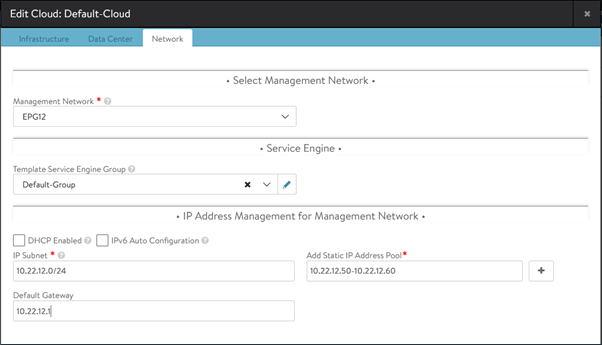 Edit Cloud: Default-Cloud
Infrastructure Data Center Network
• Select Management Network •
Management Network *
EPG12
• Service Engine •
Template Service Engine Group
Default-Group
• IP Address Management for Management Network •
DHCP Enabled IPv6 Auto Configuration
IP Subnet * Add Static IP Address Pool*
10.22.12.0/24 10.22.12.50-10.22.12.60
Default Gateway
10.22.12.1